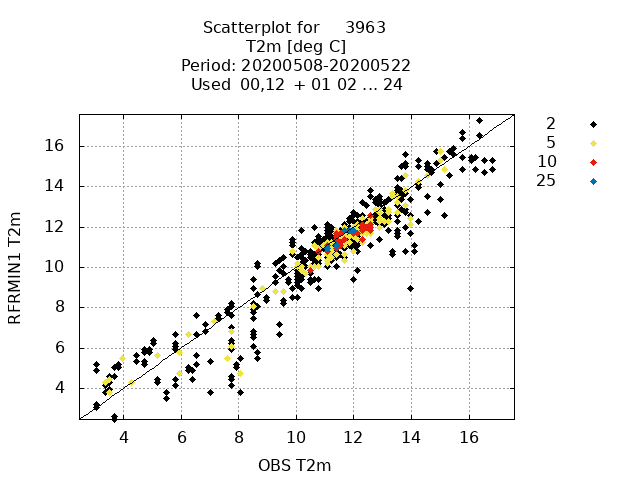 Scatterplot for 3963
T2m [deg C]
Period: 20200508-20200522
Used 00,12 + 01 02 ... 24
2
5
10
25
RFRMIN1 T2m
16
14
12
10
8
6
4
4 6 8 10 12 14 16
OBS T2m